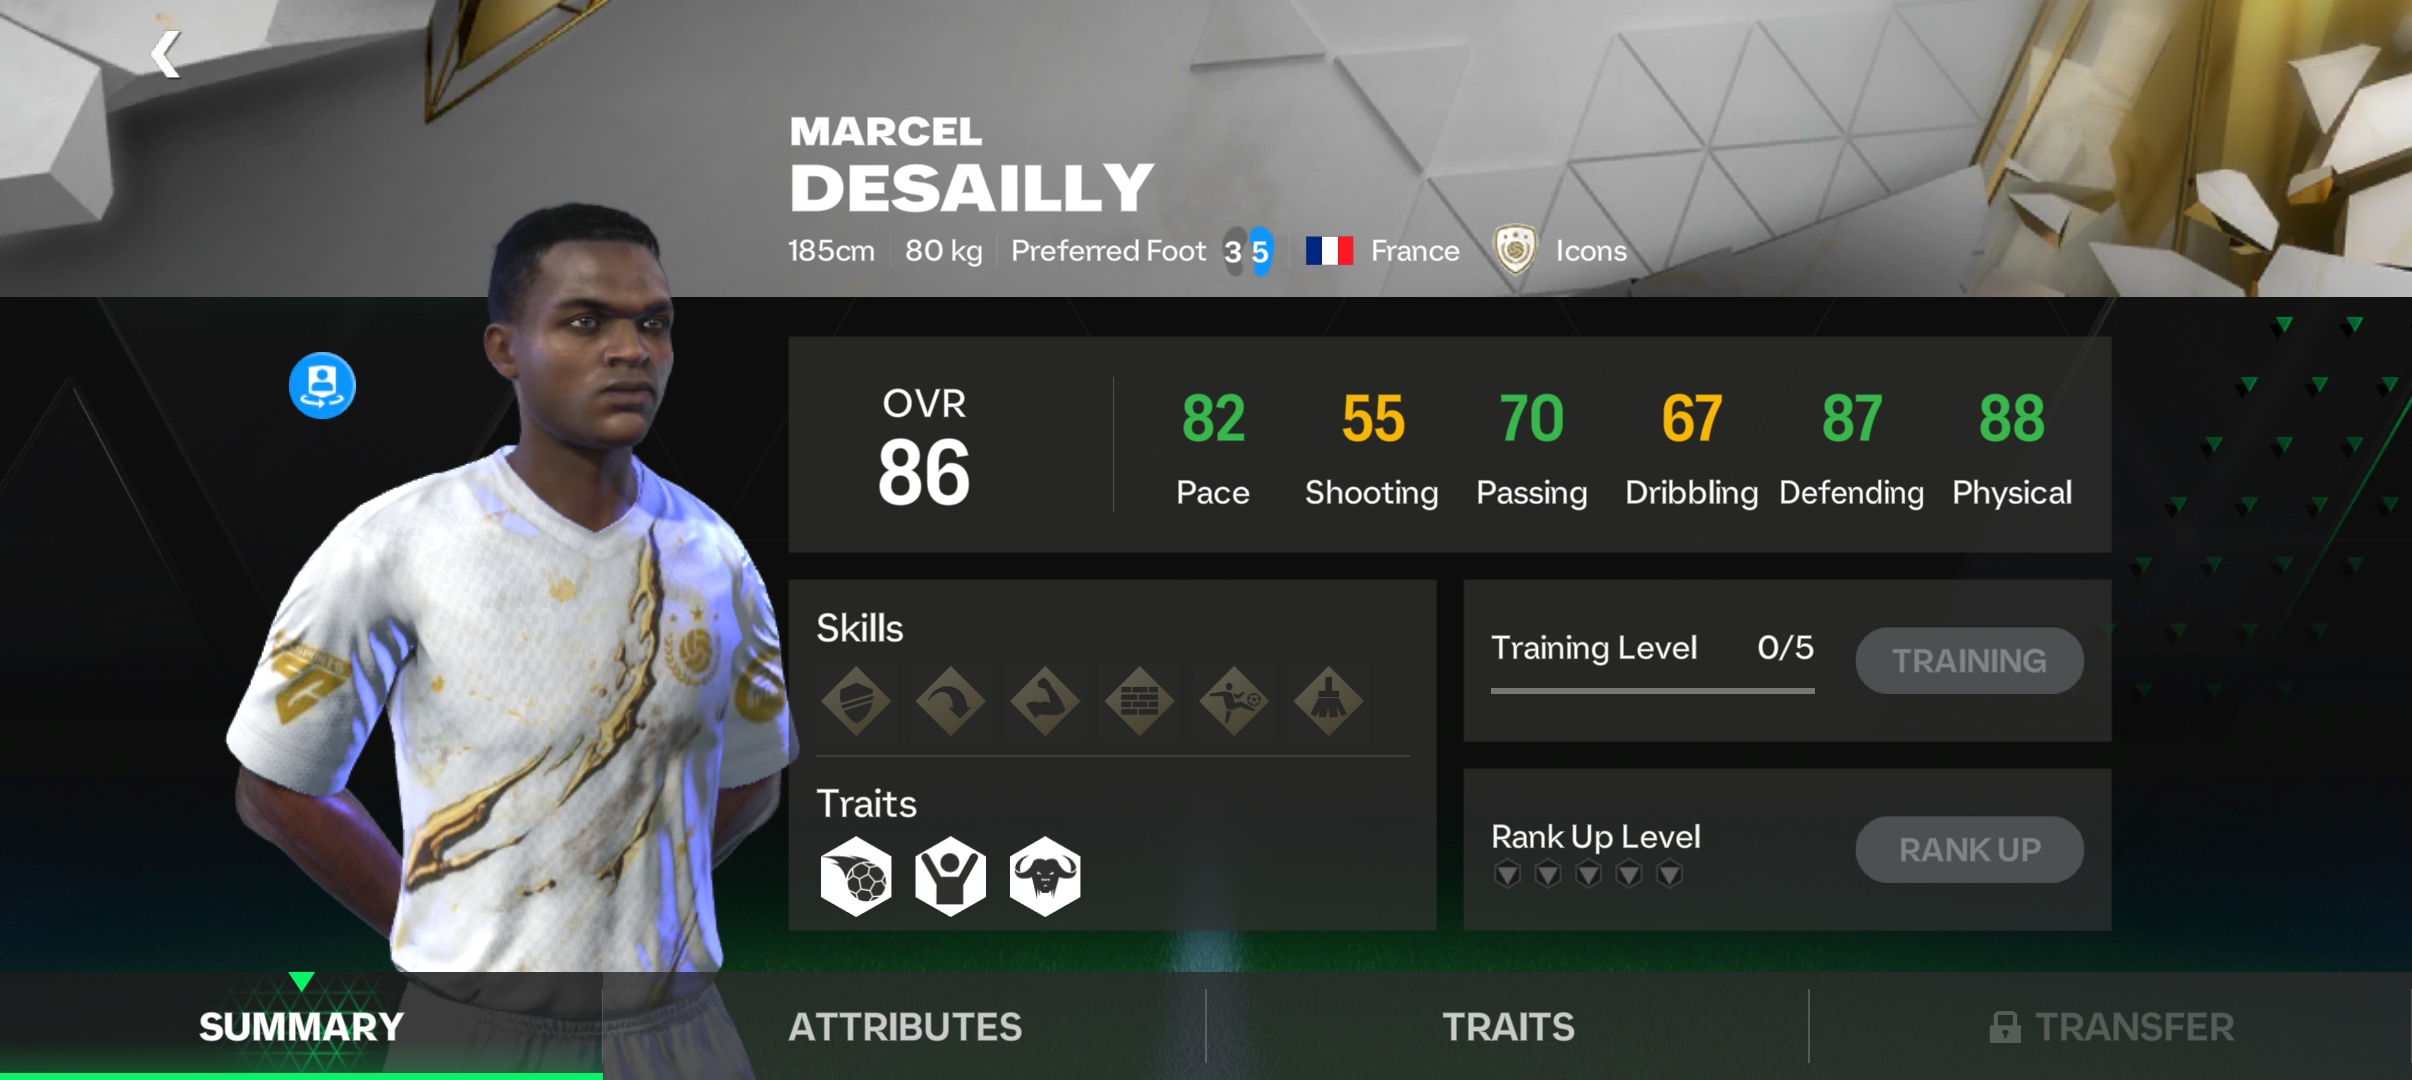 MARCEL
DESAILLY
185cm 80 kg Preferred Foot 3 5 France Icons
OVR
86
82 55 70 67 87 88
Pace Shooting Passing Dribbling Defending Physical
Skills
Training Level 0/5 TRAINING
Traits
Rank Up Level RANK UP
SUMMARY ATTRIBUTES TRAITS TRANSFER